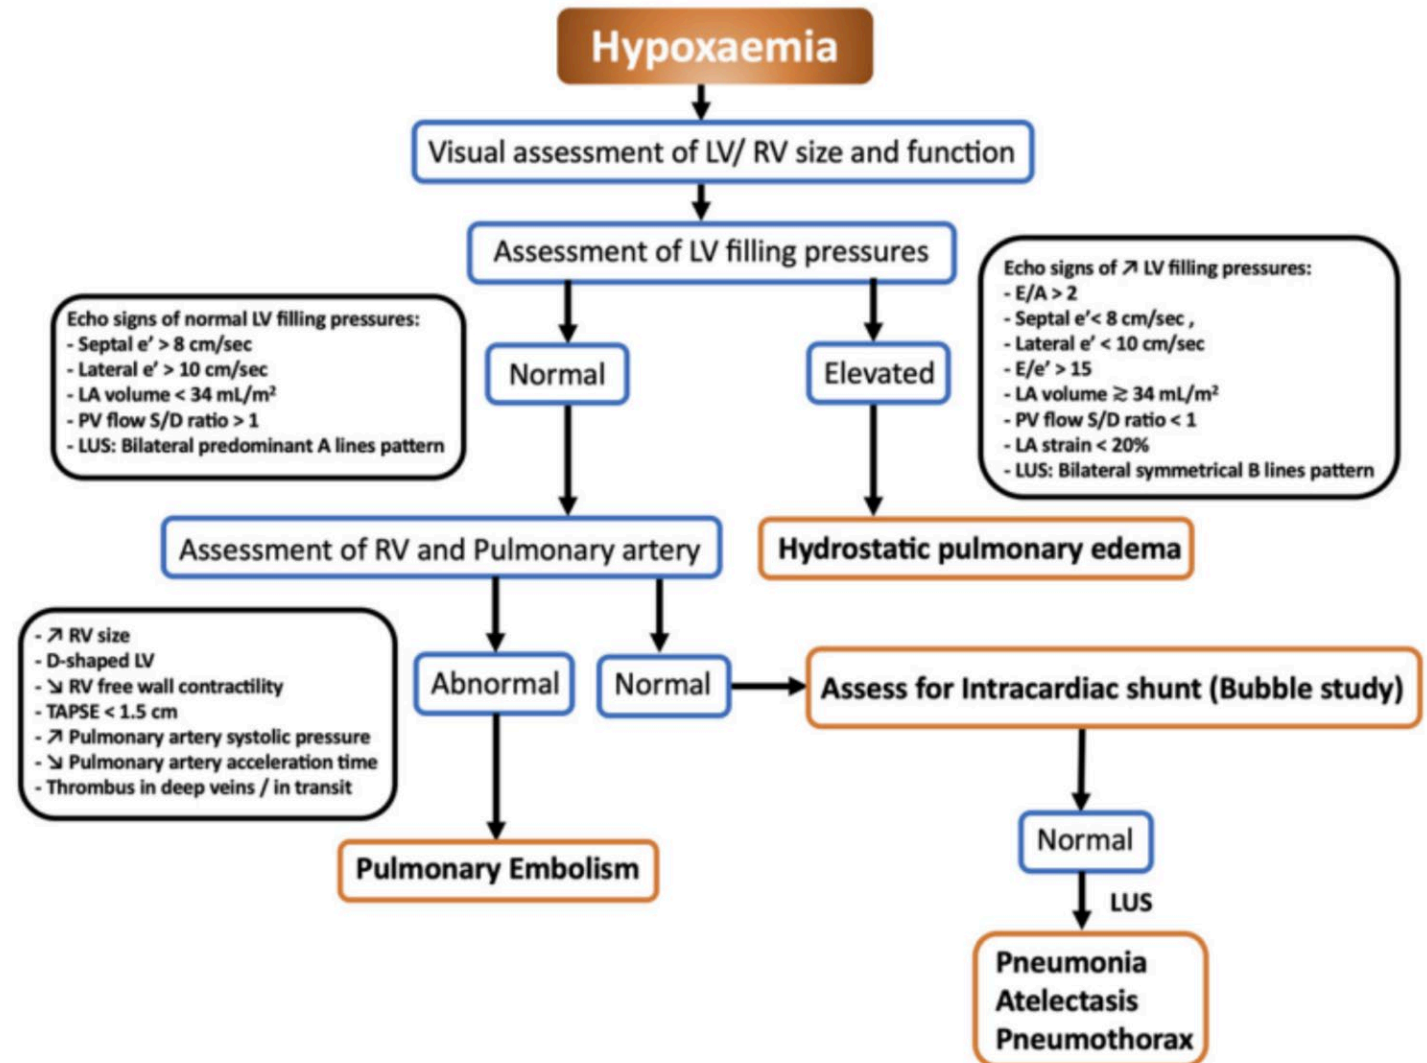 Hypoxaemia
Visual assessment of LV/ RV size and function
Assessment of LV filling pressures
Echo signs of ↗ LV filling pressures:
- E/A > 2
- Septal e’< 8 cm/sec ,
- Lateral e’ < 10 cm/sec
- E/e’ > 15
- LA volume ≳ 34 mL/m²
- PV flow S/D ratio < 1
- LA strain < 20%
- LUS: Bilateral symmetrical B lines pattern
Echo signs of normal LV filling pressures:
- Septal e’ > 8 cm/sec
- Lateral e’ > 10 cm/sec
- LA volume < 34 mL/m²
- PV flow S/D ratio > 1
- LUS: Bilateral predominant A lines pattern
Normal
Elevated
Assessment of RV and Pulmonary artery
Hydrostatic pulmonary edema
- ↗ RV size
- D-shaped LV
- ↘ RV free wall contractility
- TAPSE < 1.5 cm
- ↗ Pulmonary artery systolic pressure
- ↘ Pulmonary artery acceleration time
- Thrombus in deep veins / in transit
Abnormal
Normal
Assess for Intracardiac shunt (Bubble study)
Pulmonary Embolism
Normal
LUS
Pneumonia
Atelectasis
Pneumothorax